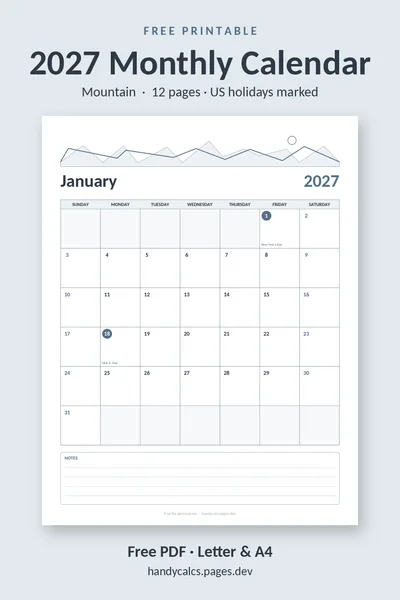 FREE PRINTABLE
2027 Monthly Calendar
Mountain · 12 pages · US holidays marked
January 2027
SUNDAY MONDAY TUESDAY WEDNESDAY THURSDAY FRIDAY SATURDAY
1 2
New Year's Day
3 4 5 6 7 8 9
10 11 12 13 14 15 16
17 18 19 20 21 22 23
24 25 26 27 28 29 30
31
NOTES
Free PDF · Letter & A4
handycalcs.pages.dev